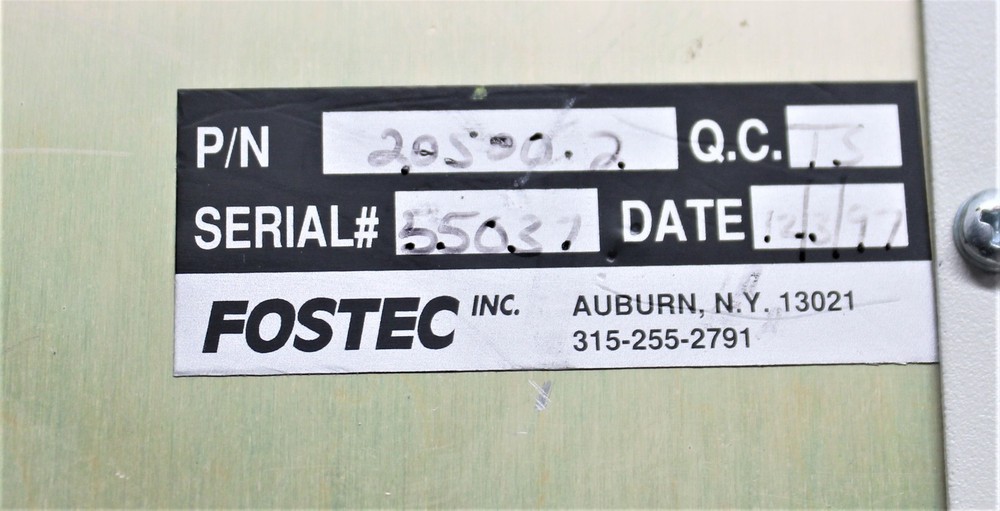 P/N 20500.2 Q.C. TS
SERIAL# 55037 DATE 12/3/97
FOSTEC INC. AUBURN, N.Y. 13021
315-255-2791